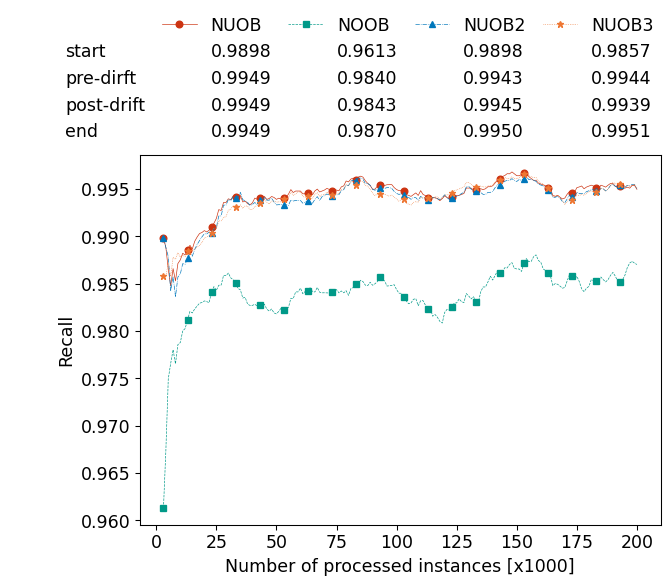 NUOB NOOB NUOB2 NUOB3
start 0.9898 0.9613 0.9898 0.9857
pre-dirft 0.9949 0.9840 0.9943 0.9944
post-drift 0.9949 0.9843 0.9945 0.9939
end 0.9949 0.9870 0.9950 0.9951
0.995
0.990
0.985
0.980
0.975
0.970
0.965
0.960
Recall
0 25 50 75 100 125 150 175 200
Number of processed instances [x1000]